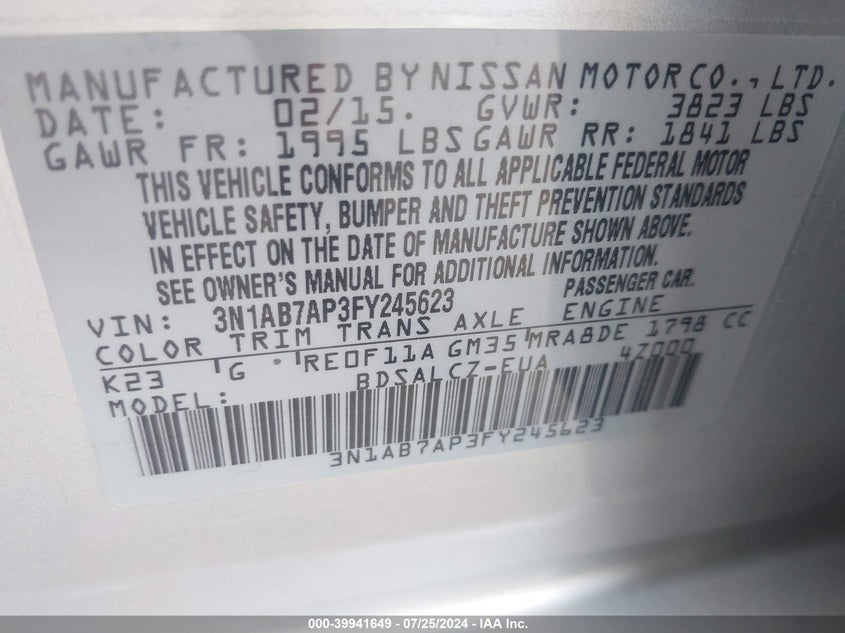 MANUFACTURED BY NISSAN MOTOR CO., LTD.
DATE: 02/15. GVWR: 3823 LBS
GAWR FR: 1995 LBS GAWR RR: 1841 LBS
THIS VEHICLE CONFORMS TO ALL APPLICABLE FEDERAL MOTOR
VEHICLE SAFETY, BUMPER AND THEFT PREVENTION STANDARDS
IN EFFECT ON THE DATE OF MANUFACTURE SHOWN ABOVE.
SEE OWNER'S MANUAL FOR ADDITIONAL INFORMATION.
VIN: 3N1AB7AP3FY245623 PASSENGER CAR.
COLOR TRIM TRANS AXLE ENGINE
K23 G RE0F11A GM35 MRA8DE 1798 CC
MODEL: BDSALCZ-EUA 4Z000
3N1AB7AP3FY245623
000-39941649 - 07/25/2024 - IAA Inc.